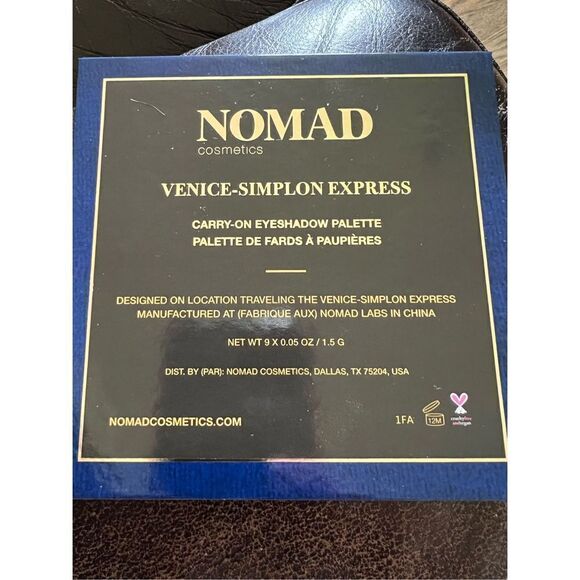 NOMAD
cosmetics
VENICE-SIMPLON EXPRESS
CARRY-ON EYESHADOW PALETTE
PALETTE DE FARDS À PAUPIÈRES
DESIGNED ON LOCATION TRAVELING THE VENICE-SIMPLON EXPRESS
MANUFACTURED AT (FABRIQUE AUX) NOMAD LABS IN CHINA
NET WT 9 X 0.05 OZ / 1.5 G
DIST. BY (PAR): NOMAD COSMETICS, DALLAS, TX 75204, USA
NOMADCOSMETICS.COM
1FA
12M
crueltyfree
andvegan